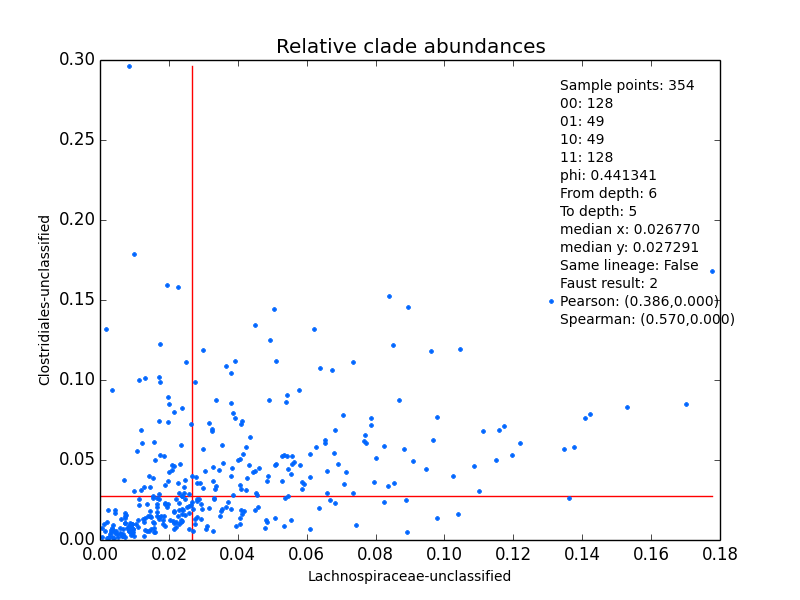 Relative clade abundances
0.30
0.25
0.20
0.15
0.10
0.05
0.00
Clostridiales-unclassified
Sample points: 354
00: 128
01: 49
10: 49
11: 128
phi: 0.441341
From depth: 6
To depth: 5
median x: 0.026770
median y: 0.027291
Same lineage: False
Faust result: 2
Pearson: (0.386,0.000)
Spearman: (0.570,0.000)
0.00 0.02 0.04 0.06 0.08 0.10 0.12 0.14 0.16 0.18
Lachnospiraceae-unclassified